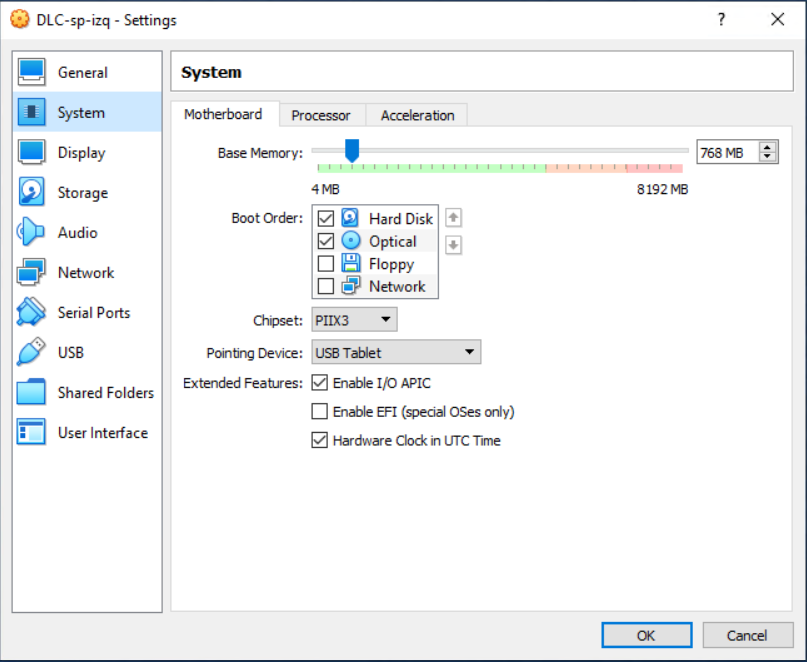 DLC-sp-izq - Settings
?
General
System
Display
Storage
Audio
Network
Serial Ports
USB
Shared Folders
User Interface
System
Motherboard Processor Acceleration
Base Memory: 768 MB
4 MB 8192 MB
Boot Order: Hard Disk
Optical
Floppy
Network
Chipset: PIIX3
Pointing Device: USB Tablet
Extended Features: Enable I/O APIC
Enable EFI (special OSes only)
Hardware Clock in UTC Time
OK Cancel